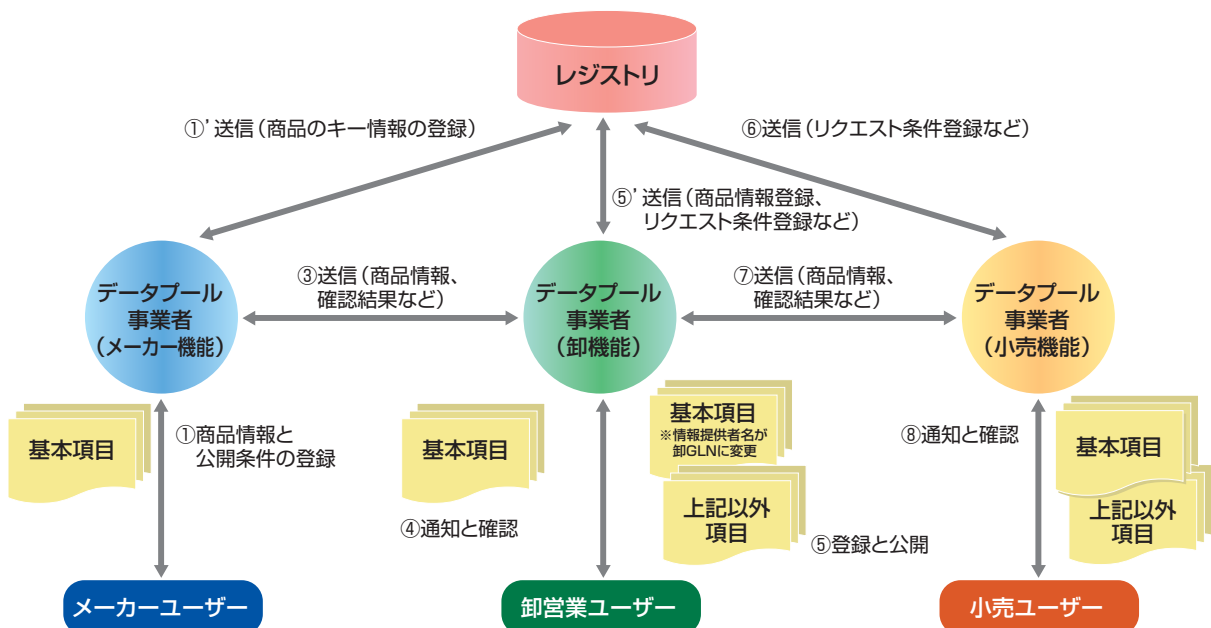 レジストリ
①’送信（商品のキー情報の登録）
⑥送信（リクエスト条件登録など）
⑤’送信（商品情報登録、
リクエスト条件登録など）
データプール
事業者
（メーカー機能）
③送信（商品情報、
確認結果など）
データプール
事業者
（卸機能）
⑦送信（商品情報、
確認結果など）
データプール
事業者
（小売機能）
基本項目
①商品情報と
公開条件の登録
基本項目
④通知と確認
基本項目
※情報提供者名が
卸GLNに変更
上記以外
項目
⑤登録と公開
⑧通知と確認
基本項目
上記以外
項目
メーカーユーザー
卸営業ユーザー
小売ユーザー